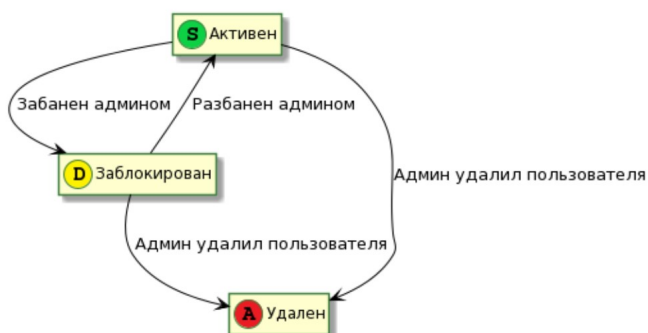 S Активен
Забанен админом
Разбанен админом
D Заблокирован
Админ удалил пользователя
Админ удалил пользователя
A Удален